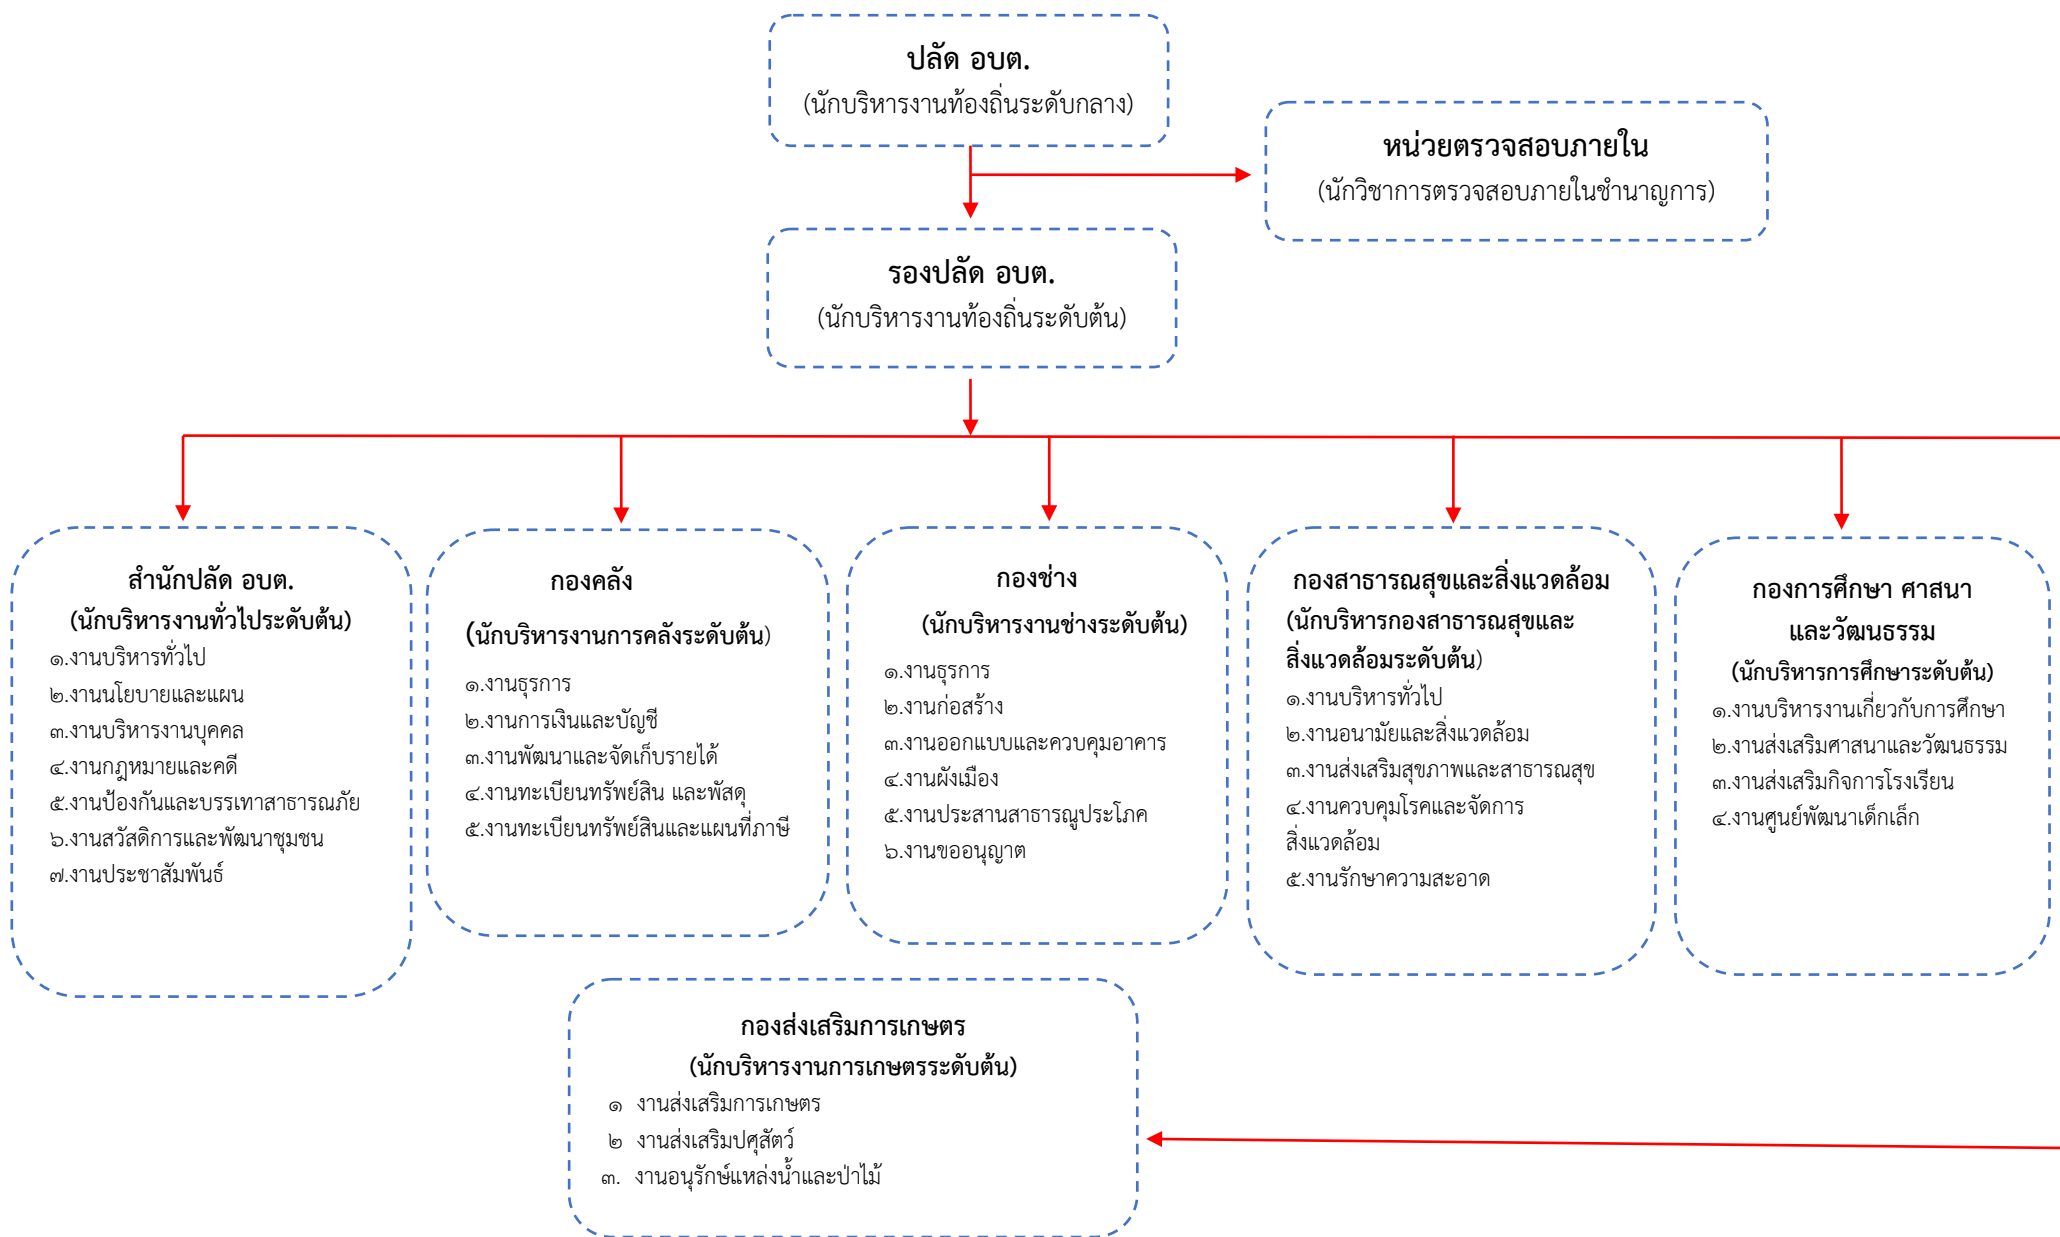 ปลัด อบต.
(นักบริหารงานท้องถิ่นระดับกลาง)
หน่วยตรวจสอบภายใน
(นักวิชาการตรวจสอบภายในชำนาญการ)
รองปลัด อบต.
(นักบริหารงานท้องถิ่นระดับต้น)
สำนักปลัด อบต.
(นักบริหารงานทั่วไประดับต้น)
๑.งานบริหารทั่วไป
๒.งานนโยบายและแผน
๓.งานบริหารงานบุคคล
๔.งานกฎหมายและคดี
๕.งานป้องกันและบรรเทาสาธารณภัย
๖.งานสวัสดิการและพัฒนาชุมชน
๗.งานประชาสัมพันธ์
กองคลัง
(นักบริหารงานการคลังระดับต้น)
๑.งานธุรการ
๒.งานการเงินและบัญชี
๓.งานพัฒนาและจัดเก็บรายได้
๔.งานทะเบียนทรัพย์สิน และพัสดุ
๕.งานทะเบียนทรัพย์สินและแผนที่ภาษี
กองช่าง
(นักบริหารงานช่างระดับต้น)
๑.งานธุรการ
๒.งานก่อสร้าง
๓.งานออกแบบและควบคุมอาคาร
๔.งานผังเมือง
๕.งานประสานสาธารณูประโภค
๖.งานขออนุญาต
กองสาธารณสุขและสิ่งแวดล้อม
(นักบริหารกองสาธารณสุขและ
สิ่งแวดล้อมระดับต้น)
๑.งานบริหารทั่วไป
๒.งานอนามัยและสิ่งแวดล้อม
๓.งานส่งเสริมสุขภาพและสาธารณสุข
๔.งานควบคุมโรคและจัดการ
สิ่งแวดล้อม
๕.งานรักษาความสะอาด
กองการศึกษา ศาสนา
และวัฒนธรรม
(นักบริหารการศึกษาระดับต้น)
๑.งานบริหารงานเกี่ยวกับการศึกษา
๒.งานส่งเสริมศาสนาและวัฒนธรรม
๓.งานส่งเสริมกิจการโรงเรียน
๔.งานศูนย์พัฒนาเด็กเล็ก
กองส่งเสริมการเกษตร
(นักบริหารงานการเกษตรระดับต้น)
๑ งานส่งเสริมการเกษตร
๒ งานส่งเสริมปศุสัตว์
๓. งานอนุรักษ์แหล่งน้ำและป่าไม้